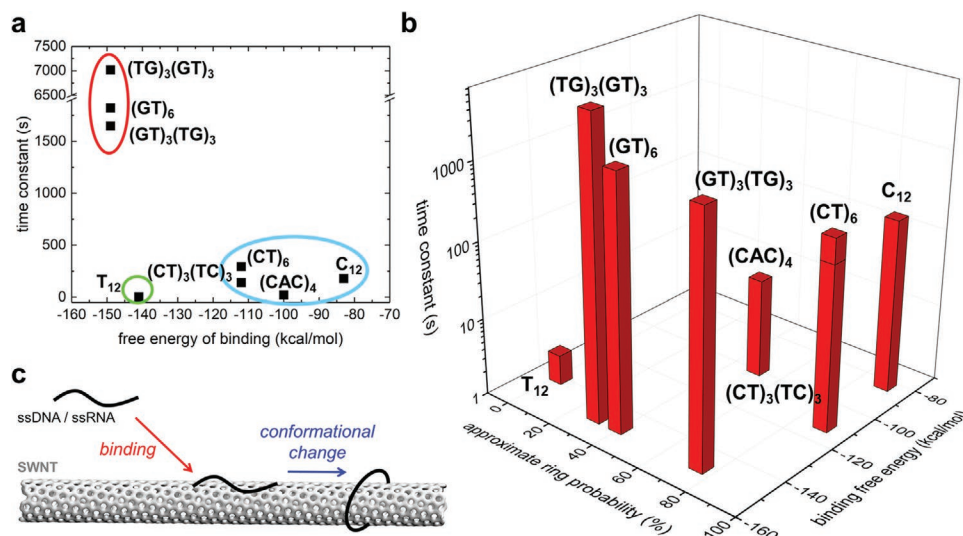 a
time constant (s)
7500
7000
6500
1500
1000
500
0
(TG)₃(GT)₃
(GT)₆
(GT)₃(TG)₃
T₁₂
(CT)₃(TC)₃
(CT)₆
(CAC)₄
C₁₂
-160 -150 -140 -130 -120 -110 -100 -90 -80 -70
free energy of binding (kcal/mol)
b
time constant (s)
1000
100
10
1
(TG)₃(GT)₃
(GT)₆
(GT)₃(TG)₃
(CAC)₄
(CT)₆
C₁₂
T₁₂
(CT)₃(TC)₃
0
20
40
60
80
100
approximate ring probability (%)
-160
-140
-120
-100
-80
binding free energy (kcal/mol)
c
ssDNA / ssRNA
binding
conformational
change
SWNT